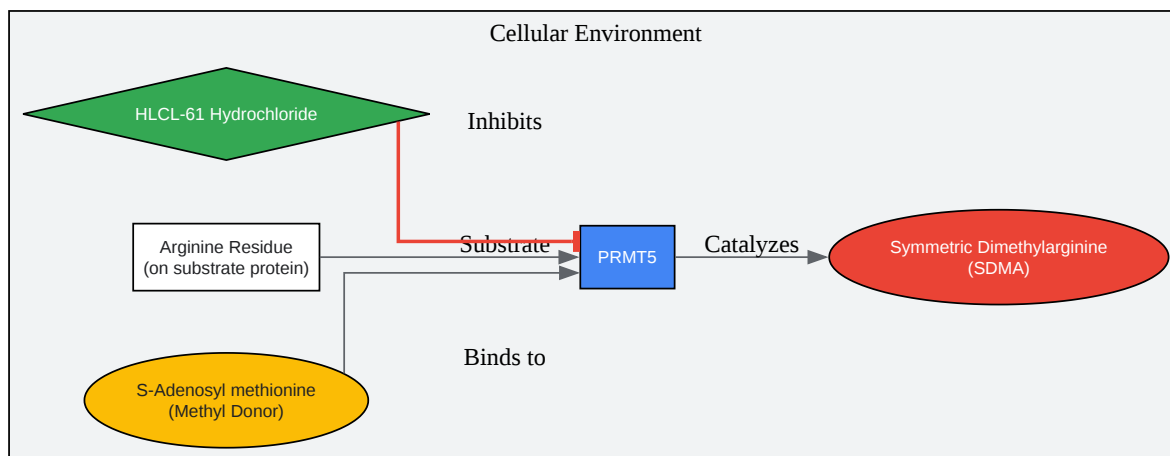 Cellular Environment
HLCL-61 Hydrochloride
Inhibits
Arginine Residue
(on substrate protein)
Substrate
PRMT5
Catalyzes
Symmetric Dimethylarginine
(SDMA)
Binds to
S-Adenosyl methionine
(Methyl Donor)